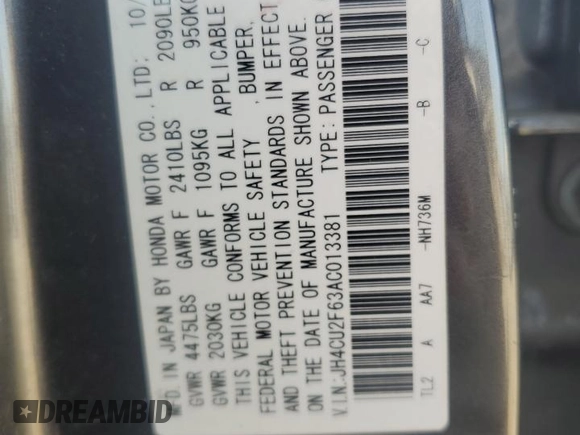 MFD. IN JAPAN BY HONDA MOTOR CO., LTD: 10/
GVWR 4475LBS GAWR F 2410LBS R 2090LB
GVWR 2030KG GAWR F 1095KG R 950KG
THIS VEHICLE CONFORMS TO ALL APPLICABLE
FEDERAL MOTOR VEHICLE SAFETY , BUMPER,
AND THEFT PREVENTION STANDARDS IN EFFECT
ON THE DATE OF MANUFACTURE SHOWN ABOVE.
V.I.N.:JH4CU2F63AC013381 TYPE: PASSENGER
TL2 A AA7 -NH736M -B -C
DREAMBID